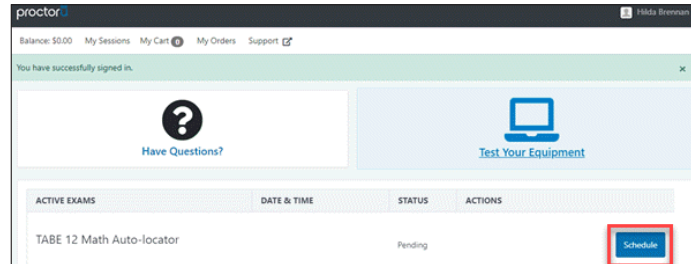 proctoru
Hilda Brennan
Balance: $0.00 My Sessions My Cart 0 My Orders Support
You have successfully signed in. ×
Have Questions?
Test Your Equipment
ACTIVE EXAMS DATE & TIME STATUS ACTIONS
TABE 12 Math Auto-locator Pending Schedule